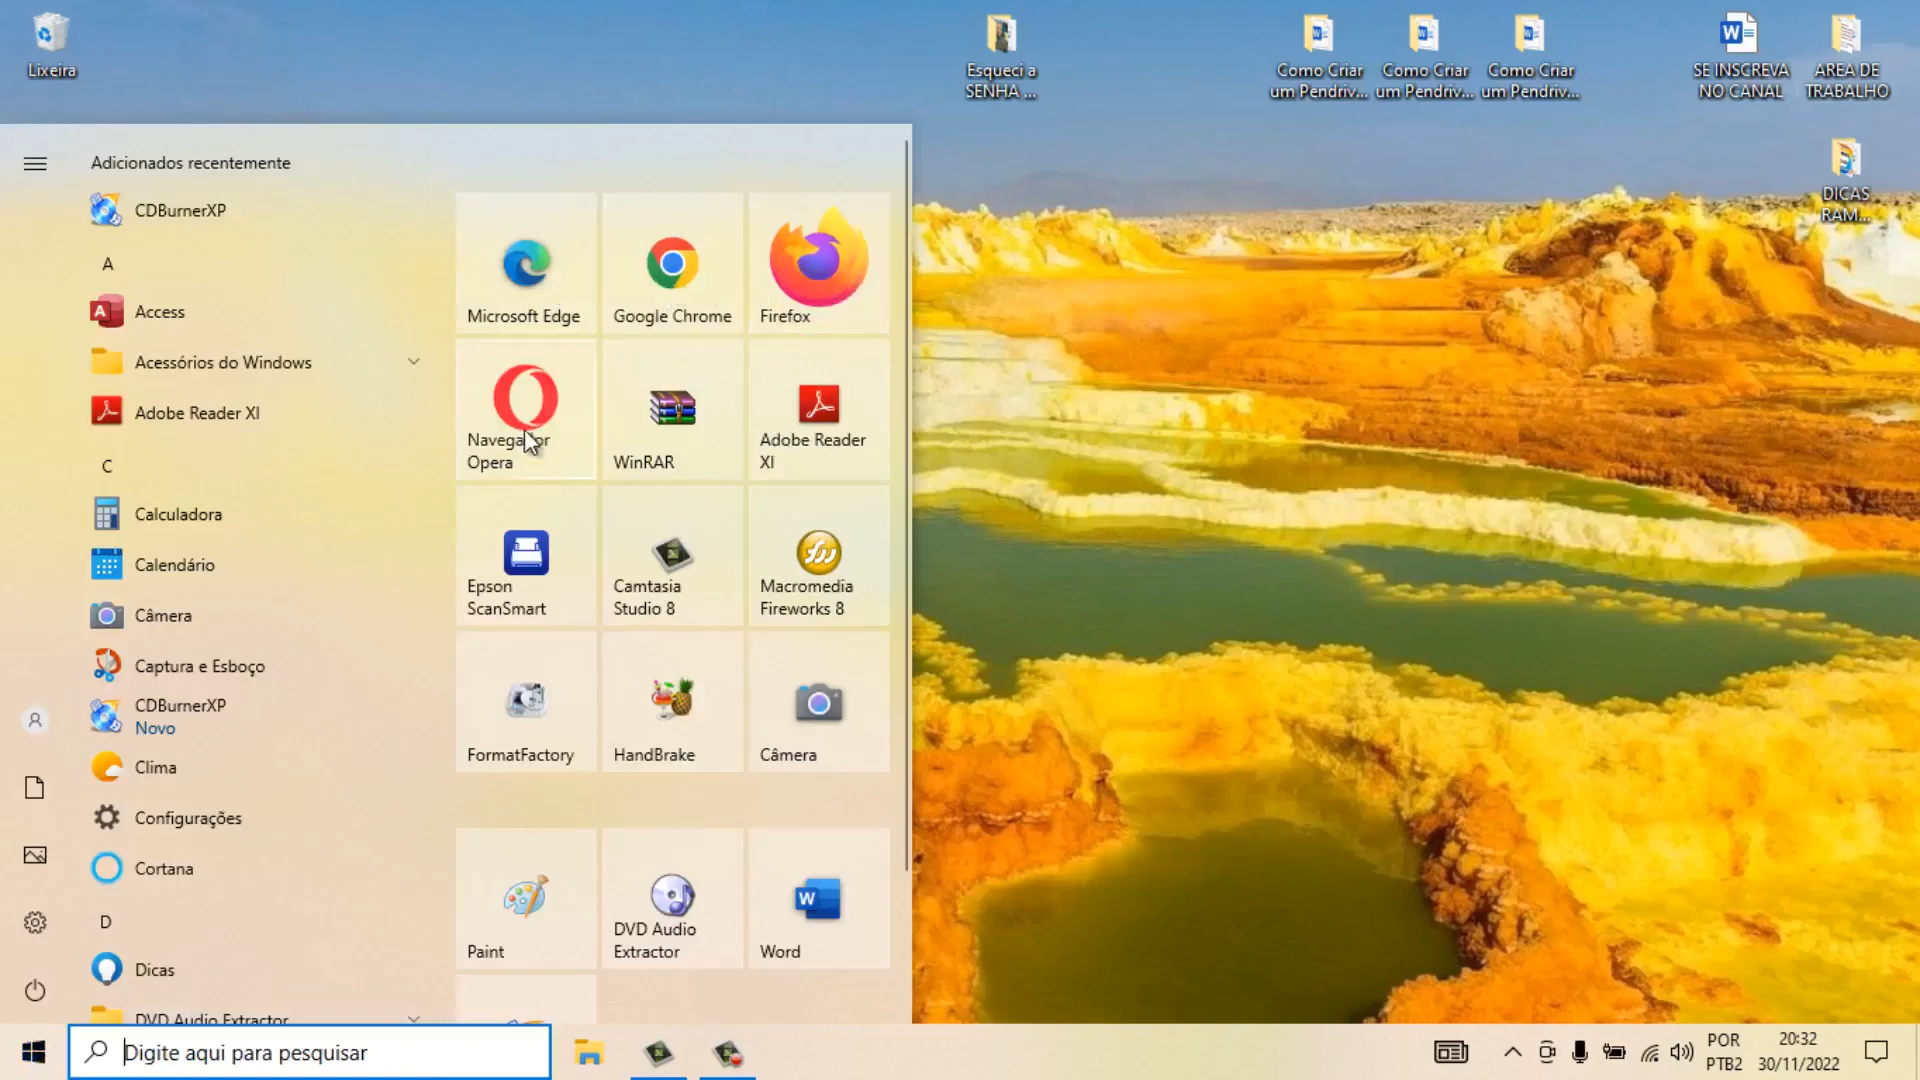 Lixeira
Esqueci a
SENHA ...
Como Criar
um Pendriv...
Como Criar
um Pendriv...
Como Criar
um Pendriv...
SE INSCREVA
NO CANAL
AREA DE
TRABALHO
DICAS
RAM...
Adicionados recentemente
CDBurnerXP
A
Access
Acessórios do Windows
Adobe Reader XI
C
Calculadora
Calendário
Câmera
Captura e Esboço
CDBurnerXP
Novo
Clima
Configurações
Cortana
D
Dicas
DVD Audio Extractor
Microsoft Edge
Google Chrome
Firefox
Navegador
Opera
WinRAR
Adobe Reader
XI
Epson
ScanSmart
Camtasia
Studio 8
Macromedia
Fireworks 8
FormatFactory
HandBrake
Câmera
Paint
DVD Audio
Extractor
Word
Digite aqui para pesquisar
POR
PTB2
20:32
30/11/2022